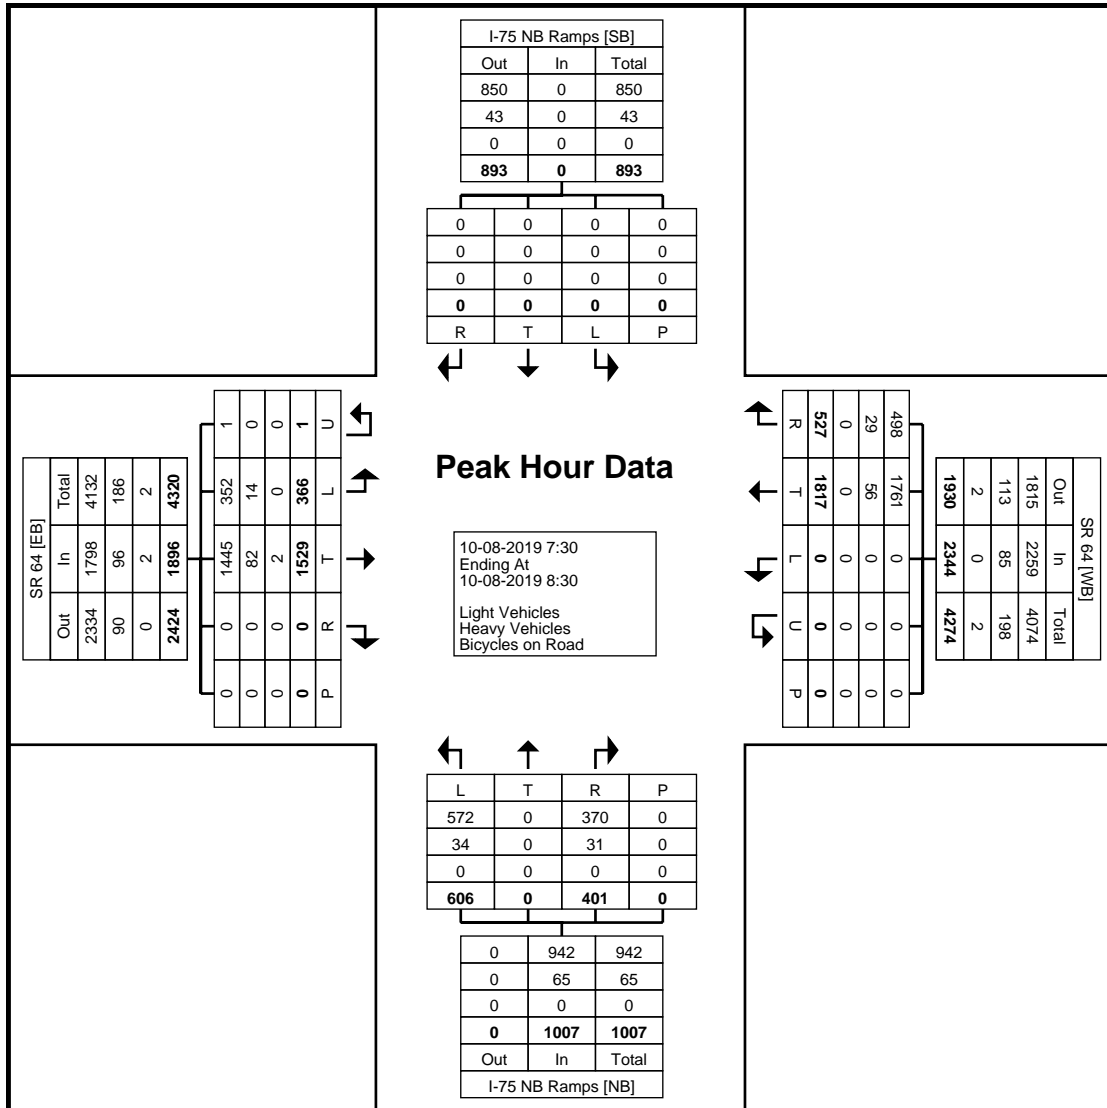 I-75 NB Ramps [SB]
Out In Total
850 0 850
43 0 43
0 0 0
893 0 893
0 0 0 0
0 0 0 0
0 0 0 0
0 0 0 0
R T L P
SR 64 [EB]
Total 4132 186 2 4320
In 1798 96 2 1896
Out 2334 90 0 2424
1 0 0 1 U
352 14 0 366 L
1445 82 2 1529 T
0 0 0 0 R
0 0 0 0 P
Peak Hour Data
10-08-2019 7:30
Ending At
10-08-2019 8:30
Light Vehicles
Heavy Vehicles
Bicycles on Road
R 527 0 29 498
T 1817 0 56 1761
L 0 0 0 0
U 0 0 0 0
P 0 0 0 0
1930 2 113 1815 Out
2344 0 85 2259 In
4274 2 198 4074 Total
SR 64 [WB]
L T R P
572 0 370 0
34 0 31 0
0 0 0 0
606 0 401 0
0 942 942
0 65 65
0 0 0
0 1007 1007
Out In Total
I-75 NB Ramps [NB]